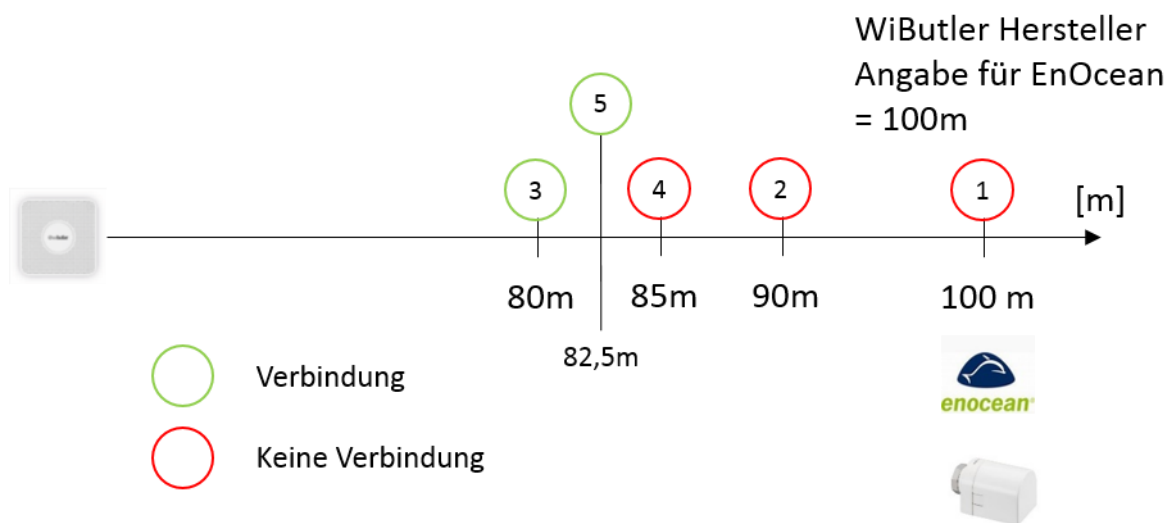 WiButler Hersteller
Angabe für EnOcean
= 100m
5
3
4
2
1
[m]
80m
85m
90m
100 m
82,5m
Verbindung
enocean®
Keine Verbindung